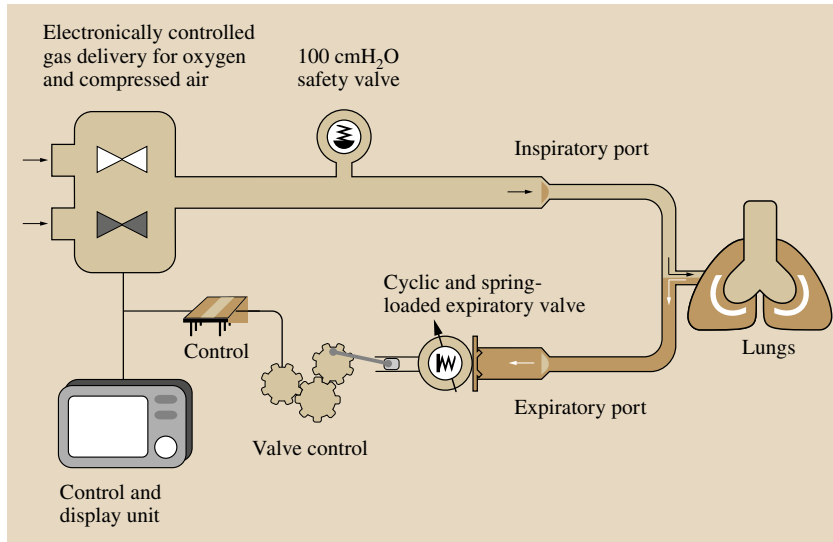 Electronically controlled
gas delivery for oxygen
and compressed air
100 cmH₂O
safety valve
Inspiratory port
Cyclic and spring-
loaded expiratory valve
Control
Lungs
Expiratory port
Valve control
Control and
display unit